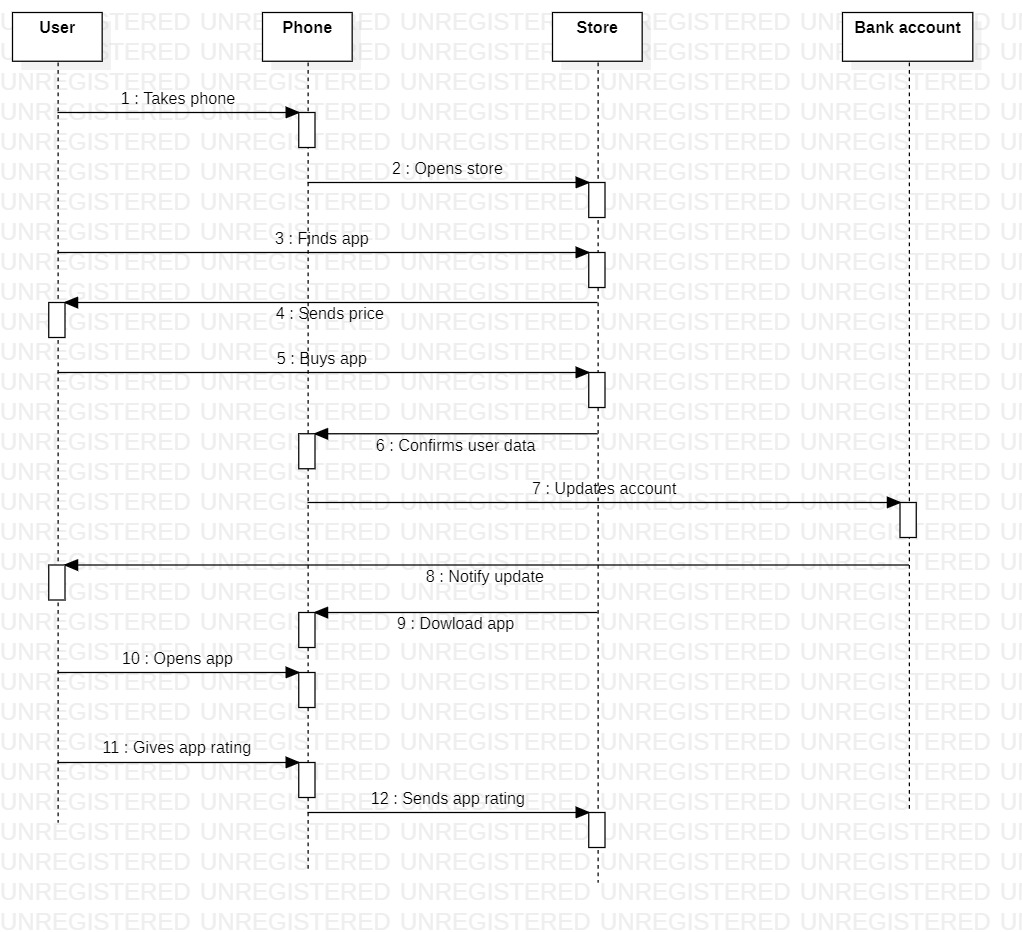 User Phone Store Bank account
1 : Takes phone
2 : Opens store
3 : Finds app
4 : Sends price
5 : Buys app
6 : Confirms user data
7 : Updates account
8 : Notify update
9 : Dowload app
10 : Opens app
11 : Gives app rating
12 : Sends app rating
UNREGISTERED